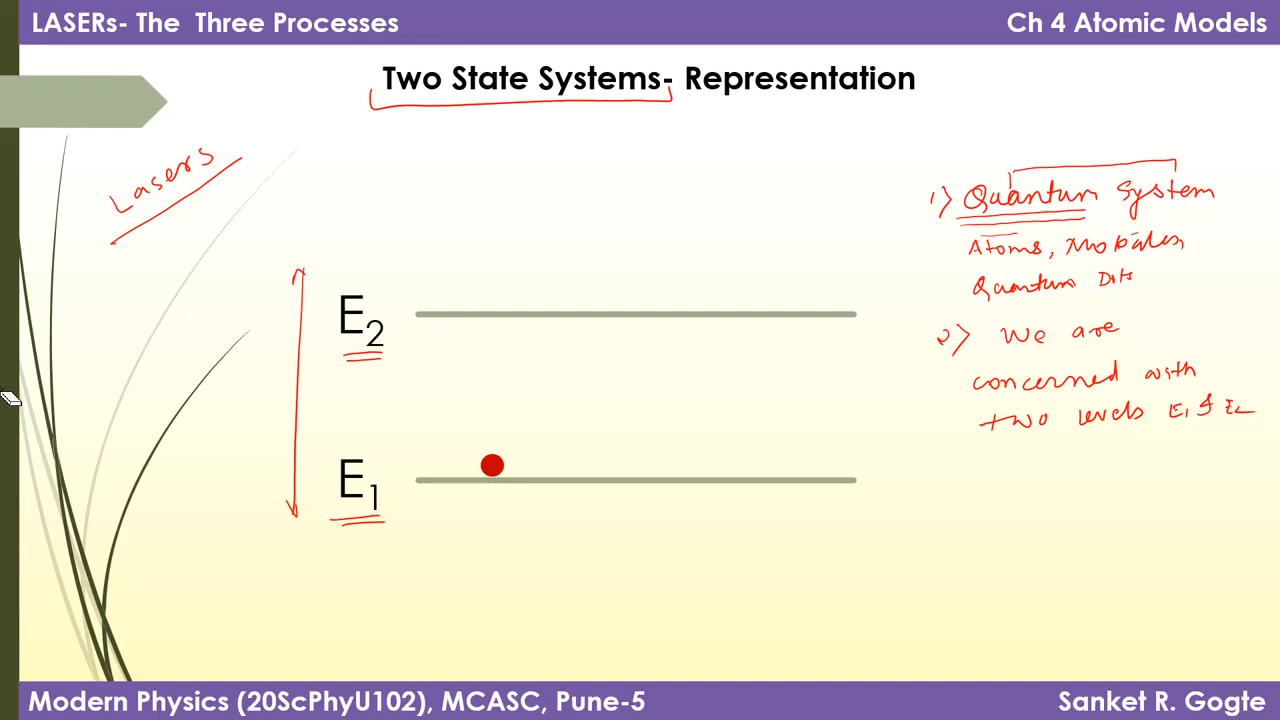 LASERs- The Three Processes
Ch 4 Atomic Models
Two State Systems- Representation
Lasers
1) Quantum System
Atoms, Molecules,
Quantum Dots
2) We are
concerned with
two levels E1 & E2
E2
E1
Modern Physics (20ScPhyU102), MCASC, Pune-5
Sanket R. Gogte